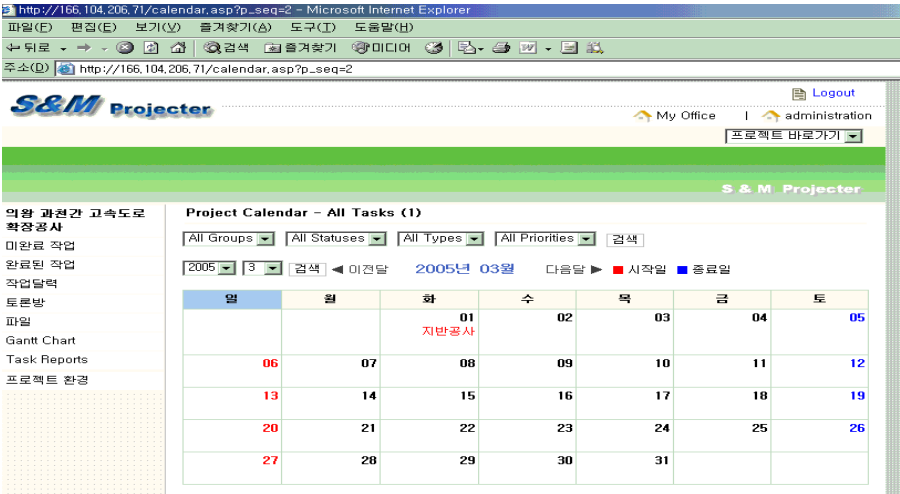 http://166,104,206,71/calendar,asp?p_seq=2 - Microsoft Internet Explorer
파일(F) 편집(E) 보기(V) 즐겨찾기(A) 도구(T) 도움말(H)
뒤로 검색 즐겨찾기 미디어
주소(D) http://166,104,206,71/calendar,asp?p_seq=2
S&M Projecter
Logout
My Office | administration
프로젝트 바로가기
S & M Projecter
의왕 과천간 고속도로
확장공사
미완료 작업
완료된 작업
작업달력
토론방
파일
Gantt Chart
Task Reports
프로젝트 환경
Project Calendar - All Tasks (1)
All Groups All Statuses All Types All Priorities 검색
2005 3 검색 ◀ 이전달 2005년 03월 다음달 ▶ 시작일 종료일
일 월 화 수 목 금 토
01 02 03 04 05
지반공사
06 07 08 09 10 11 12
13 14 15 16 17 18 19
20 21 22 23 24 25 26
27 28 29 30 31